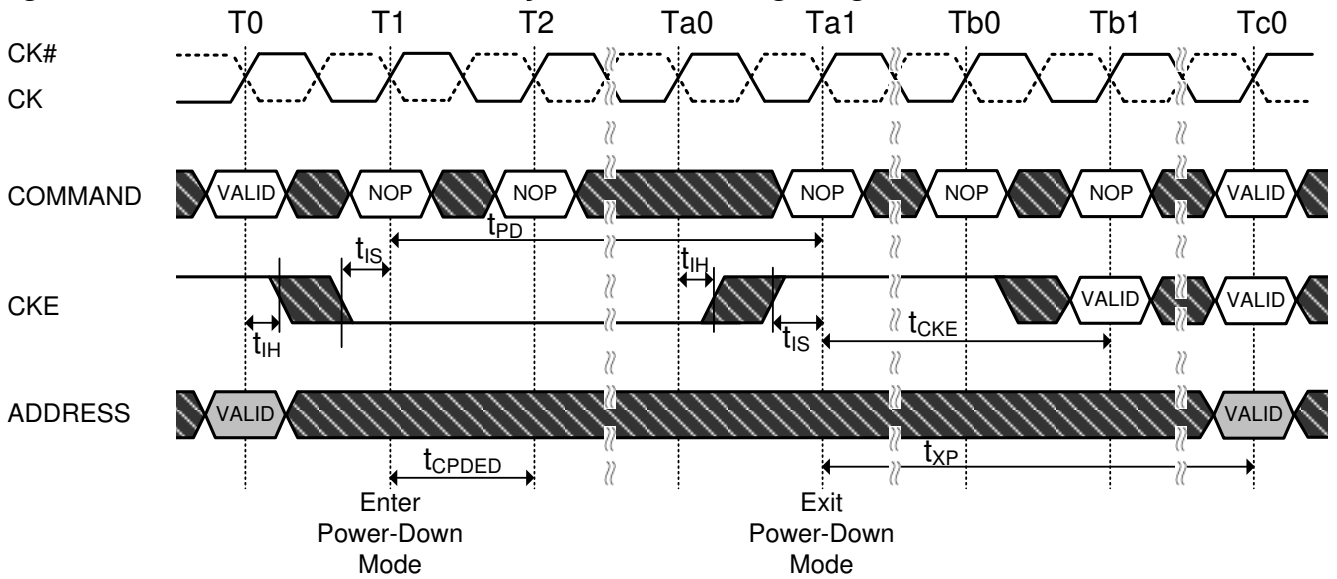 T0 T1 T2 Ta0 Ta1 Tb0 Tb1 Tc0
CK#
CK
COMMAND VALID NOP NOP NOP NOP NOP VALID
tPD
tIS tIH
CKE VALID VALID
tIH tIS tCKE
ADDRESS VALID VALID
tCPDED tXP
Enter Power-Down Mode
Exit Power-Down Mode